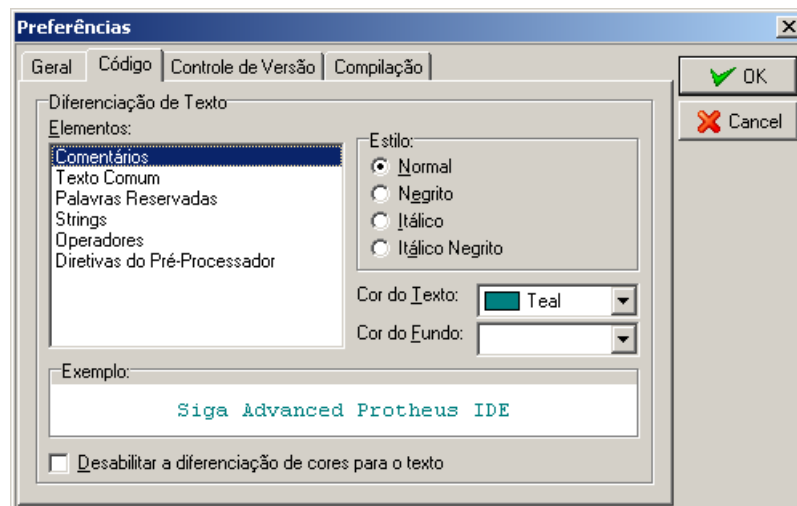 Preferências
Geral Código Controle de Versão Compilação
OK
Cancel
Diferenciação de Texto
Elementos:
Comentários
Texto Comum
Palavras Reservadas
Strings
Operadores
Diretivas do Pré-Processador
Estilo:
Normal
Negrito
Itálico
Itálico Negrito
Cor do Texto: Teal
Cor do Fundo:
Exemplo:
Siga Advanced Protheus IDE
Desabilitar a diferenciação de cores para o texto